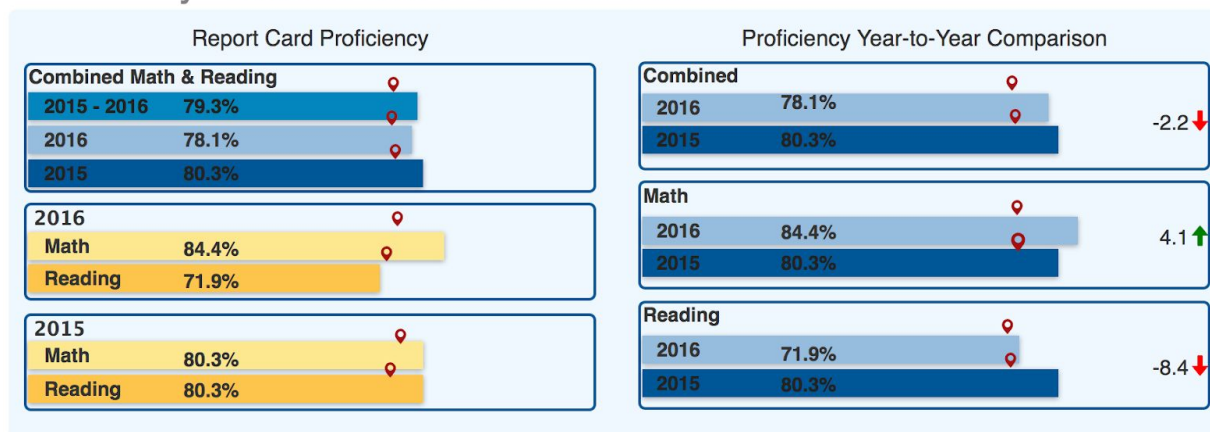 Report Card Proficiency
Combined Math & Reading
2015 - 2016 79.3%
2016 78.1%
2015 80.3%
2016
Math 84.4%
Reading 71.9%
2015
Math 80.3%
Reading 80.3%
Proficiency Year-to-Year Comparison
Combined
2016 78.1%
2015 80.3%
-2.2
Math
2016 84.4%
2015 80.3%
4.1
Reading
2016 71.9%
2015 80.3%
-8.4